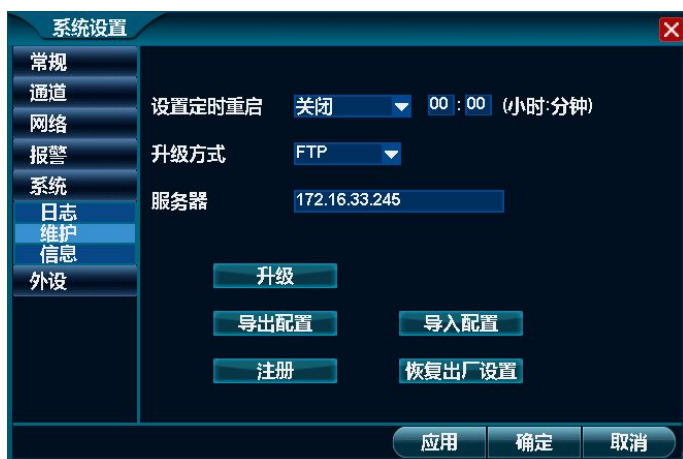 系统设置
常规
通道
网络
报警
系统
日志
维护
信息
外设
设置定时重启 关闭 00 : 00 (小时:分钟)
升级方式 FTP
服务器 172.16.33.245
升级
导出配置 导入配置
注册 恢复出厂设置
应用 确定 取消